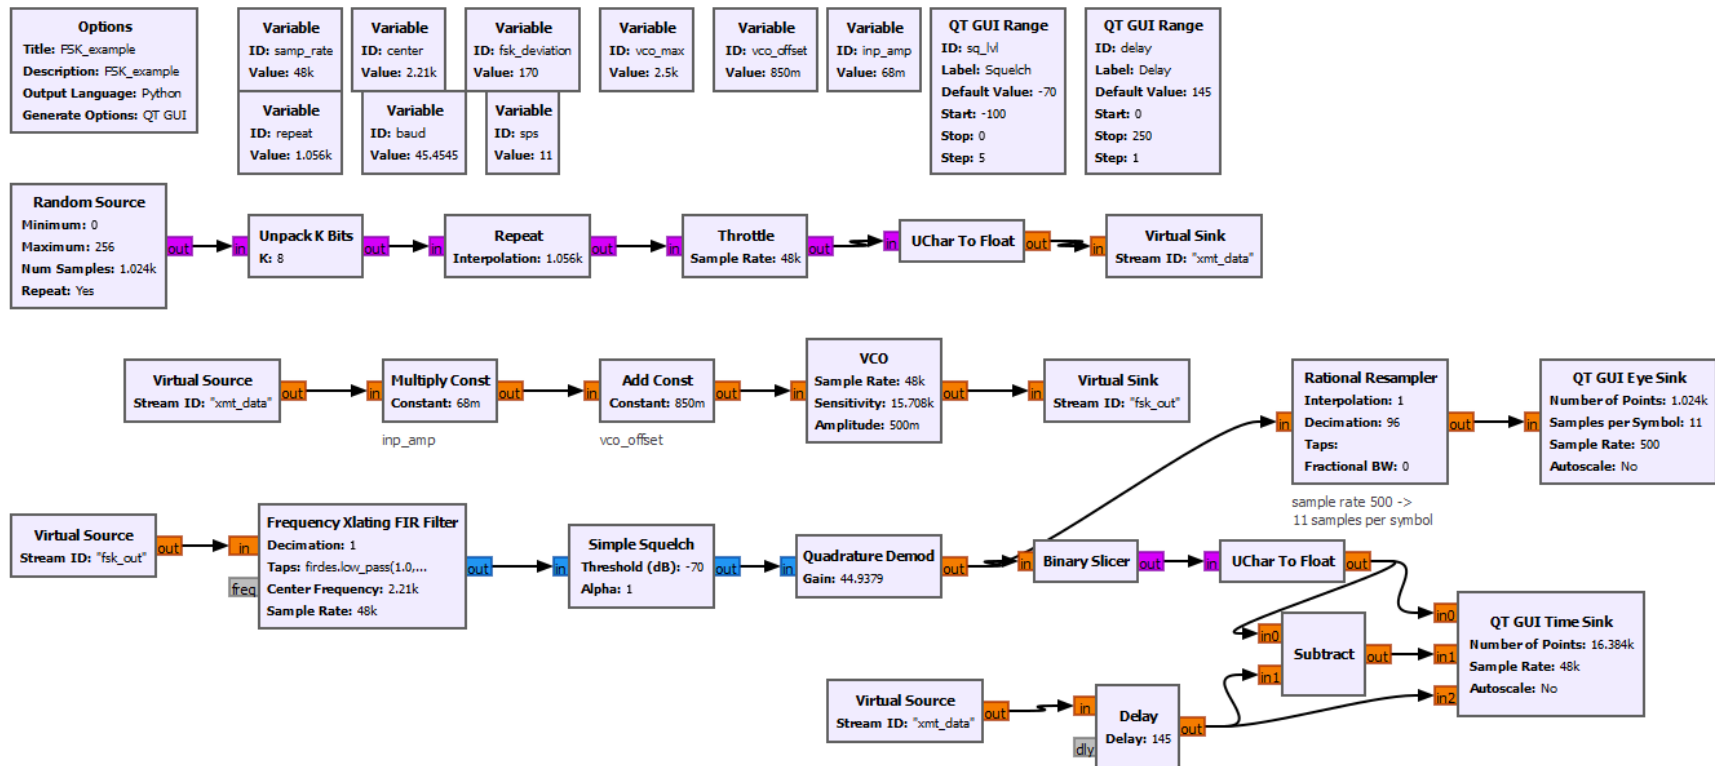 Options
Title: FSK_example
Description: FSK_example
Output Language: Python
Generate Options: QT GUI
Variable
ID: samp_rate
Value: 48k
Variable
ID: center
Value: 2.21k
Variable
ID: fsk_deviation
Value: 170
Variable
ID: vco_max
Value: 2.5k
Variable
ID: vco_offset
Value: 850m
Variable
ID: inp_amp
Value: 68m
QT GUI Range
ID: sq_lvl
Label: Squelch
Default Value: -70
Start: -100
Stop: 0
Step: 5
QT GUI Range
ID: delay
Label: Delay
Default Value: 145
Start: 0
Stop: 250
Step: 1
Variable
ID: repeat
Value: 1.056k
Variable
ID: baud
Value: 45.4545
Variable
ID: sps
Value: 11
Random Source
Minimum: 0
Maximum: 256
Num Samples: 1.024k
Repeat: Yes
out
in
Unpack K Bits
K: 8
out
in
Repeat
Interpolation: 1.056k
out
in
Throttle
Sample Rate: 48k
out
in
UChar To Float
out
in
Virtual Sink
Stream ID: "xmt_data"
Virtual Source
Stream ID: "xmt_data"
out
in
Multiply Const
Constant: 68m
out
inp_amp
in
Add Const
Constant: 850m
out
vco_offset
in
VCO
Sample Rate: 48k
Sensitivity: 15.708k
Amplitude: 500m
out
in
Virtual Sink
Stream ID: "fsk_out"
in
Rational Resampler
Interpolation: 1
Decimation: 96
Taps:
Fractional BW: 0
out
sample rate 500 ->
11 samples per symbol
in
QT GUI Eye Sink
Number of Points: 1.024k
Samples per Symbol: 11
Sample Rate: 500
Autoscale: No
Virtual Source
Stream ID: "fsk_out"
out
in
freq
Frequency Xlating FIR Filter
Decimation: 1
Taps: firdes.low_pass(1.0,...
Center Frequency: 2.21k
Sample Rate: 48k
out
in
Simple Squelch
Threshold (dB): -70
Alpha: 1
out
in
Quadrature Demod
Gain: 44.9379
out
in
Binary Slicer
out
in
UChar To Float
out
in0
in1
Subtract
out
in0
in1
in2
QT GUI Time Sink
Number of Points: 16.384k
Sample Rate: 48k
Autoscale: No
Virtual Source
Stream ID: "xmt_data"
out
in
dly
Delay
Delay: 145
out